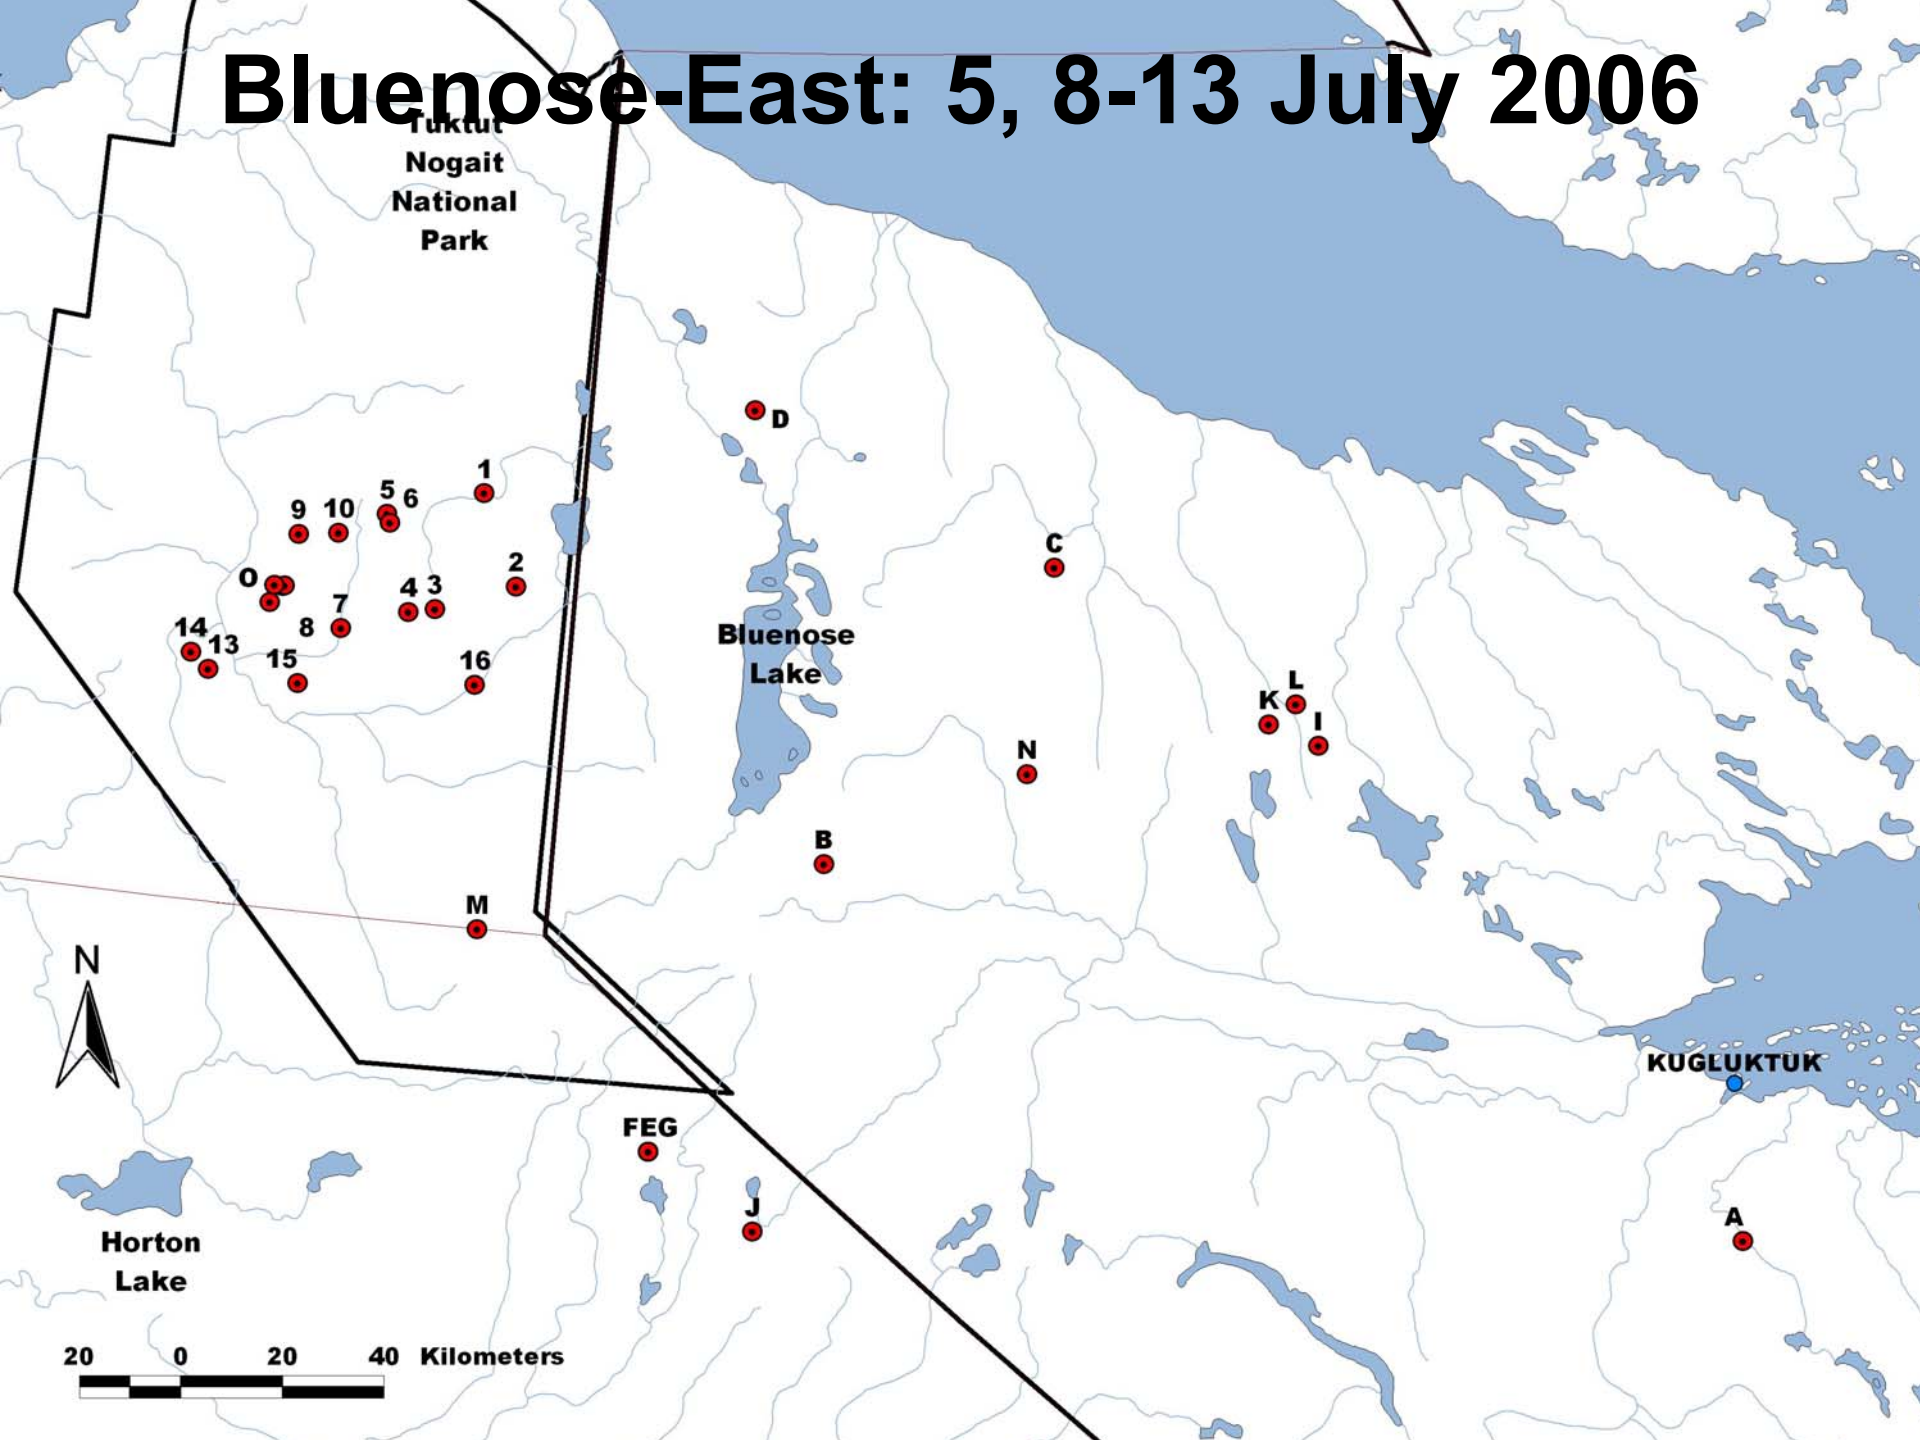 Bluenose-East: 5, 8-13 July 2006
Tuktut
Nogait
National
Park
D
1
5
6
9
10
C
2
O
4
3
7
8
14
13
15
16
Bluenose
Lake
L
K
I
N
B
M
N
KUGLUKTUK
FEG
J
A
Horton
Lake
20
0
20
40
Kilometers